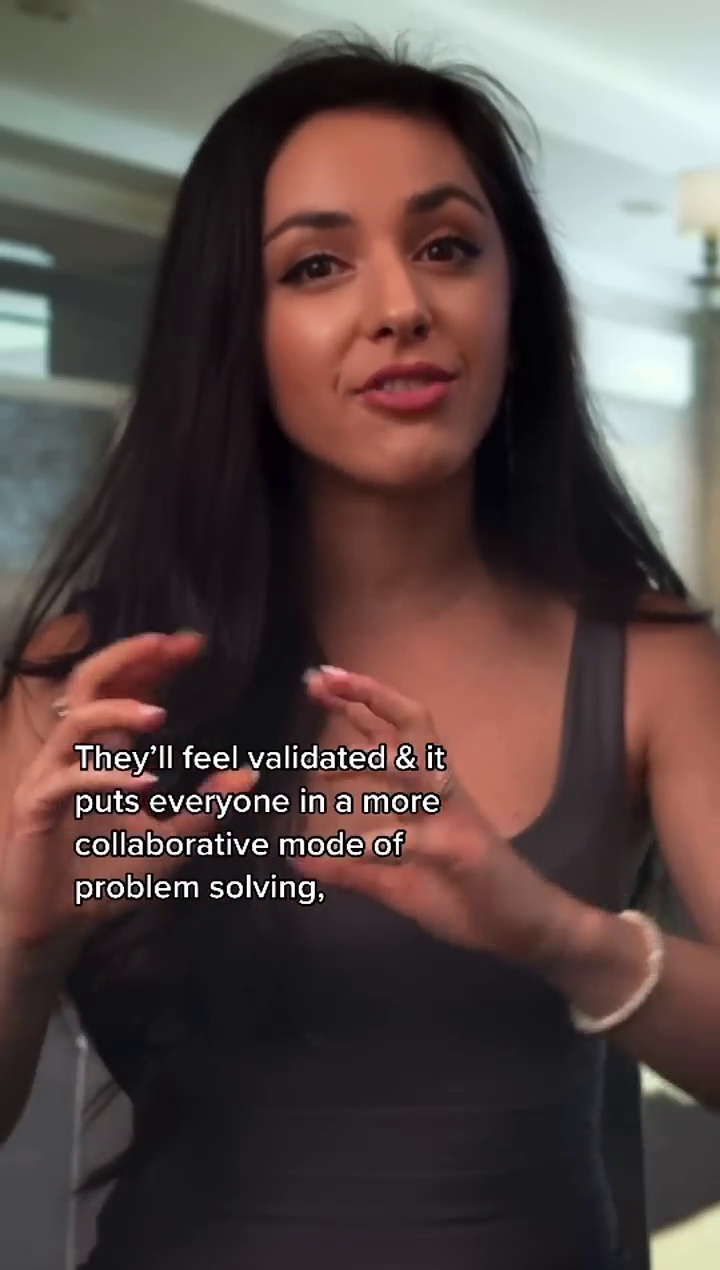 They’ll feel validated & it
puts everyone in a more
collaborative mode of
problem solving,